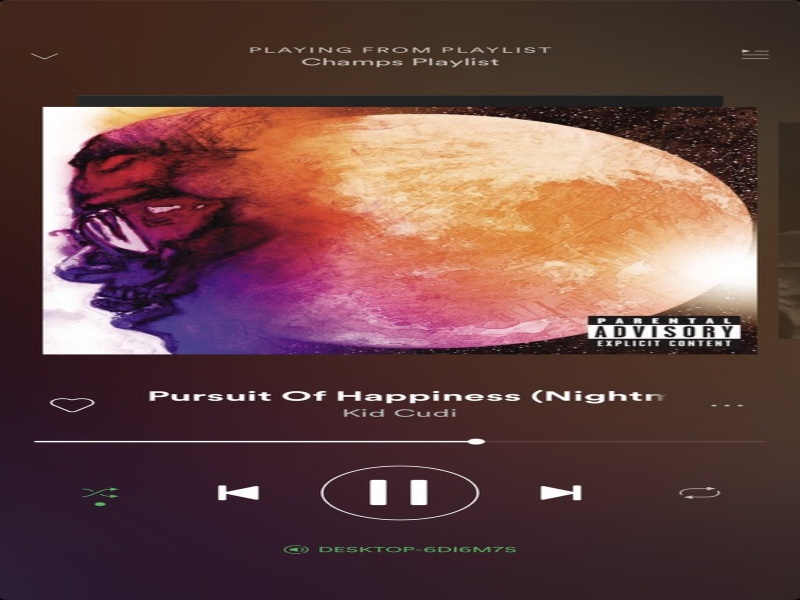 PLAYING FROM PLAYLIST
Champs Playlist
PARENTAL
ADVISORY
EXPLICIT CONTENT
Pursuit Of Happiness (Nightm
Kid Cudi
DESKTOP-6DI6M7S